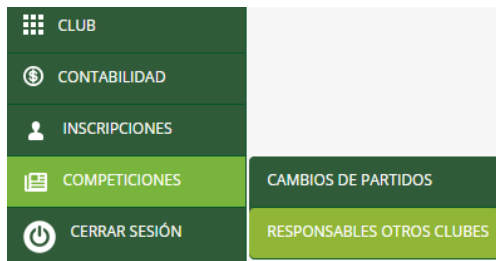 CLUB
CONTABILIDAD
INSCRIPCIONES
COMPETICIONES
CAMBIOS DE PARTIDOS
CERRAR SESIÓN
RESPONSABLES OTROS CLUBES